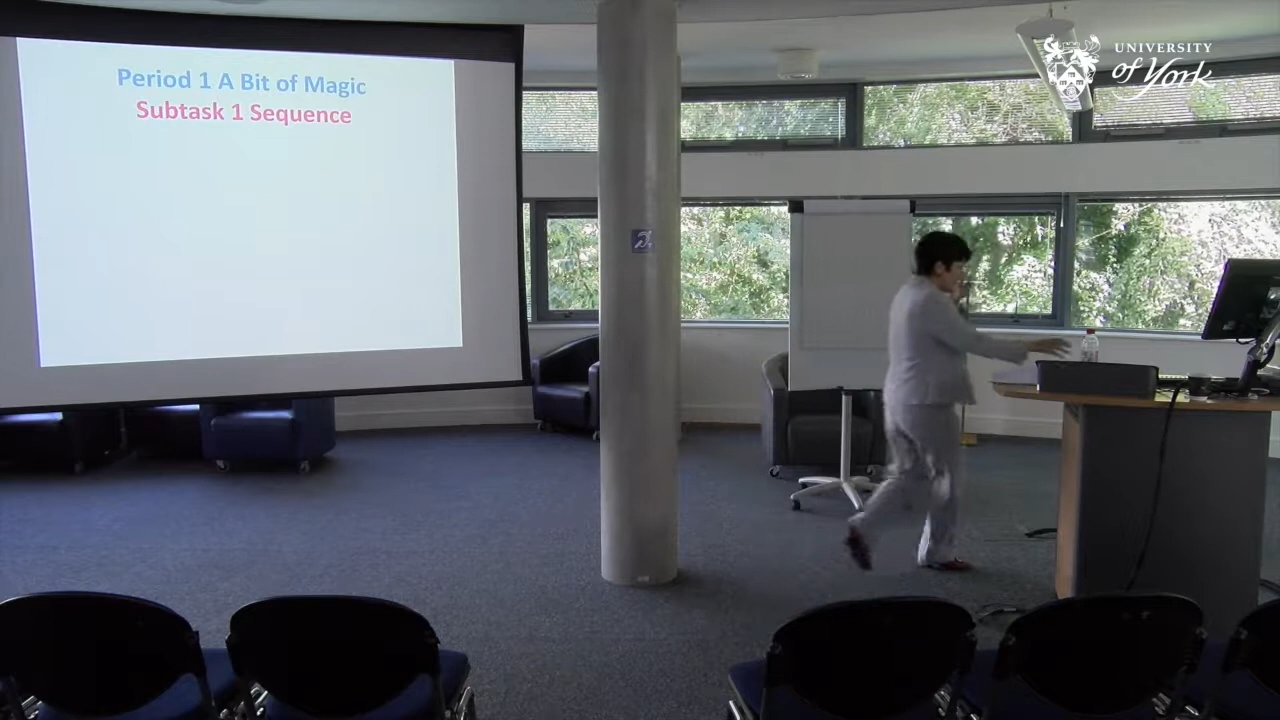 Period 1 A Bit of Magic
Subtask 1 Sequence
UNIVERSITY
of York